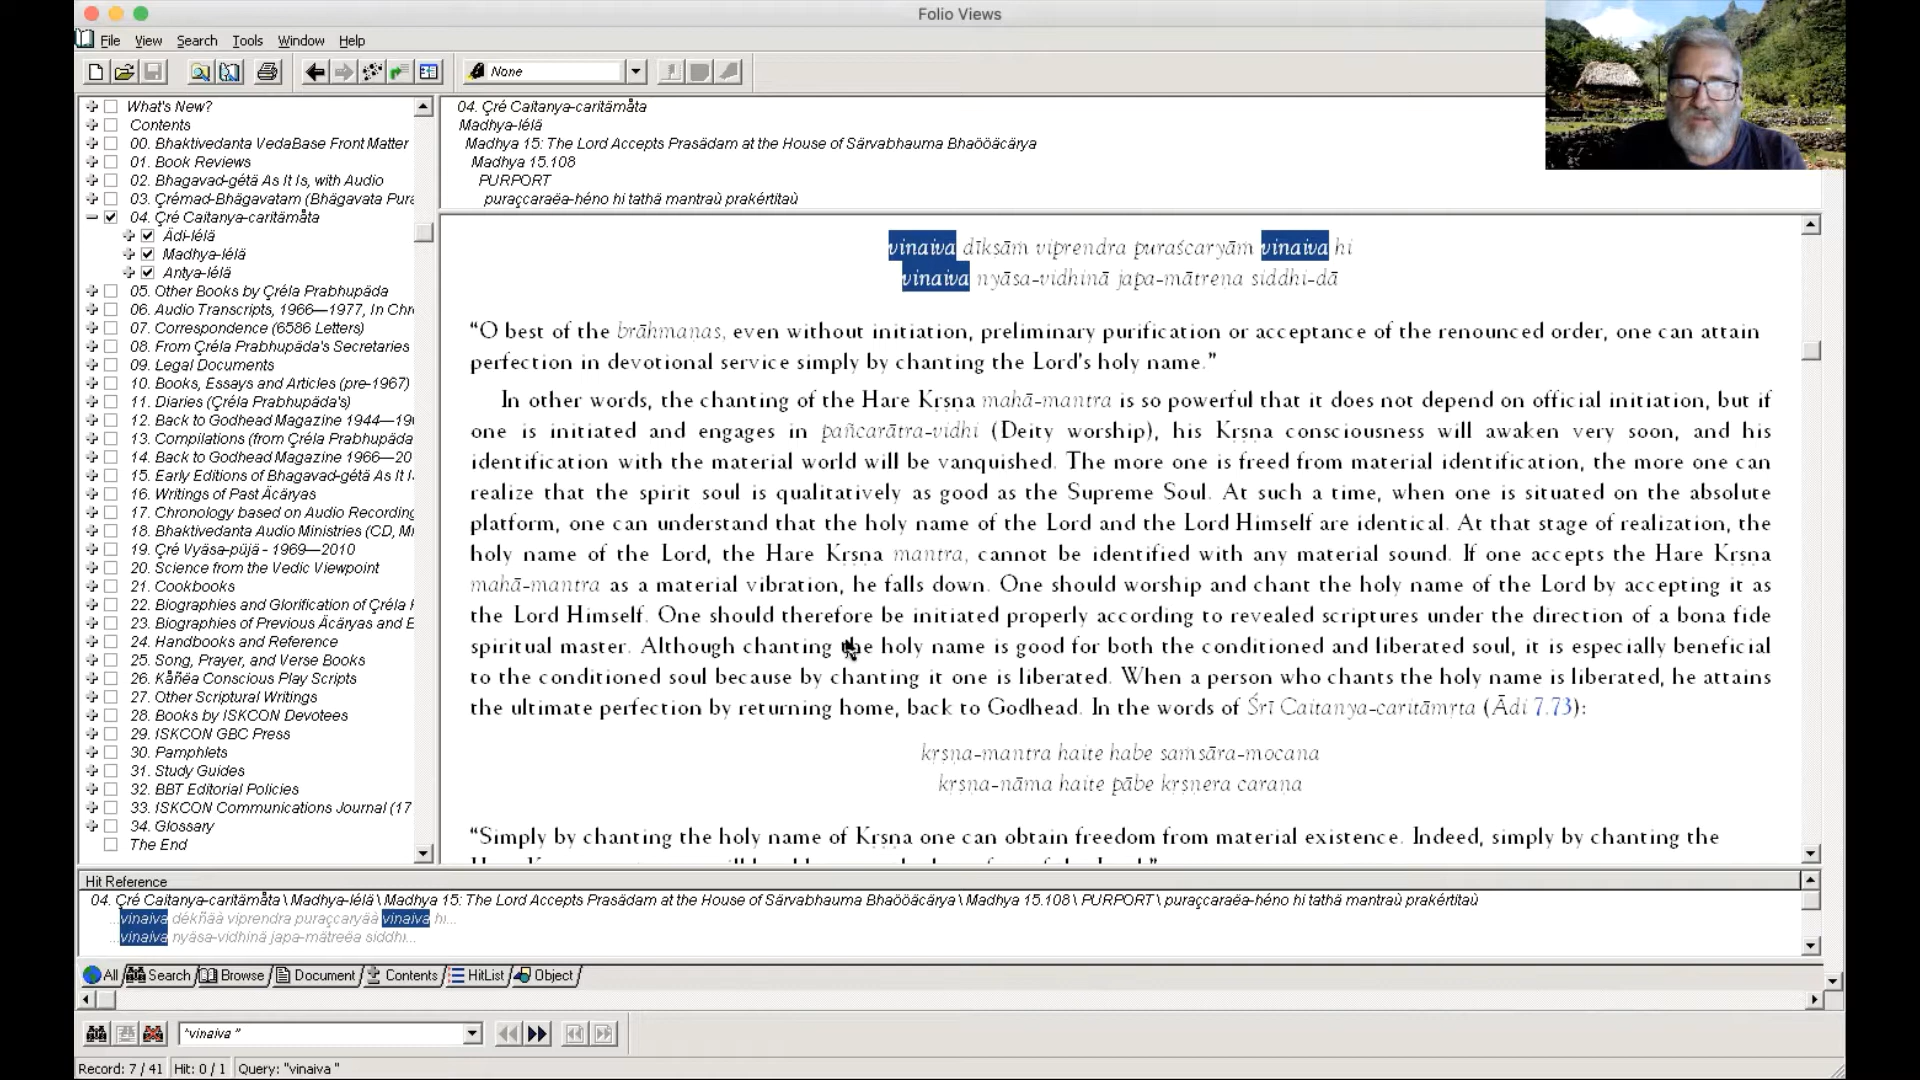 Folio Views
File View Search Tools Window Help
None
What's New?
Contents
00. Bhaktivedanta VedaBase Front Matter
01. Book Reviews
02. Bhagavad-gétä As It Is, with Audio
03. Çrémad-Bhägavatam (Bhägavata Purä
04. Çré Caitanya-caritämåta
Ädi-lélä
Madhya-lélä
Antya-lélä
05. Other Books by Çréla Prabhupäda
06. Audio Transcripts, 1966—1977, In Chr
07. Correspondence (6586 Letters)
08. From Çréla Prabhupäda's Secretaries
09. Legal Documents
10. Books, Essays and Articles (pre-1967)
11. Diaries (Çréla Prabhupäda's)
12. Back to Godhead Magazine 1944—19
13. Compilations (from Çréla Prabhupäda
14. Back to Godhead Magazine 1966—20
15. Early Editions of Bhagavad-gétä As It I
16. Writings of Past Äcäryas
17. Chronology based on Audio Recording
18. Bhaktivedanta Audio Ministries (CD, M
19. Çré Vyäsa-püjä - 1969—2010
20. Science from the Vedic Viewpoint
21. Cookbooks
22. Biographies and Glorification of Çréla
23. Biographies of Previous Äcäryas and E
24. Handbooks and Reference
25. Song, Prayer, and Verse Books
26. Kåñëa Conscious Play Scripts
27. Other Scriptural Writings
28. Books by ISKCON Devotees
29. ISKCON GBC Press
30. Pamphlets
31. Study Guides
32. BBT Editorial Policies
33. ISKCON Communications Journal (17
34. Glossary
The End
04. Çré Caitanya-caritämåta
Madhya-lélä
Madhya 15: The Lord Accepts Prasädam at the House of Särvabhauma Bhaööäcärya
Madhya 15.108
PURPORT
puraçcaraëa-héno hi tathä mantraù prakértitaù
vinaiva dīkṣāṁ viprendra puraścaryāṁ vinaiva hi
vinaiva nyāsa-vidhinā japa-mātreṇa siddhi-dā
“O best of the brāhmaṇas, even without initiation, preliminary purification or acceptance of the renounced order, one can attain
perfection in devotional service simply by chanting the Lord's holy name.”
In other words, the chanting of the Hare Kṛṣṇa mahā-mantra is so powerful that it does not depend on official initiation, but if
one is initiated and engages in pañcarātra-vidhi (Deity worship), his Kṛṣṇa consciousness will awaken very soon, and his
identification with the material world will be vanquished. The more one is freed from material identification, the more one can
realize that the spirit soul is qualitatively as good as the Supreme Soul. At such a time, when one is situated on the absolute
platform, one can understand that the holy name of the Lord and the Lord Himself are identical. At that stage of realization, the
holy name of the Lord, the Hare Kṛṣṇa mantra, cannot be identified with any material sound. If one accepts the Hare Kṛṣṇa
mahā-mantra as a material vibration, he falls down. One should worship and chant the holy name of the Lord by accepting it as
the Lord Himself. One should therefore be initiated properly according to revealed scriptures under the direction of a bona fide
spiritual master. Although chanting the holy name is good for both the conditioned and liberated soul, it is especially beneficial
to the conditioned soul because by chanting it one is liberated. When a person who chants the holy name is liberated, he attains
the ultimate perfection by returning home, back to Godhead. In the words of Śrī Caitanya-caritāmṛta (Ādi 7.73):
kṛṣṇa-mantra haite habe saṁsāra-mocana
kṛṣṇa-nāma haite pābe kṛṣṇera caraṇa
“Simply by chanting the holy name of Kṛṣṇa one can obtain freedom from material existence. Indeed, simply by chanting the
Hit Reference
04. Çré Caitanya-caritämåta \ Madhya-lélä \ Madhya 15: The Lord Accepts Prasädam at the House of Särvabhauma Bhaööäcärya \ Madhya 15.108 \ PURPORT \ puraçcaraëa-héno hi tathä mantraù prakértitaù
...vinaiva dékñäà viprendra puraçcaryäà vinaiva hi...
...vinaiva nyäsa-vidhinä japa-mätreëa siddhi...
All Search Browse Document Contents HitList Object
"vinaiva "
Record: 7 / 41 Hit: 0 / 1 Query: "vinaiva "